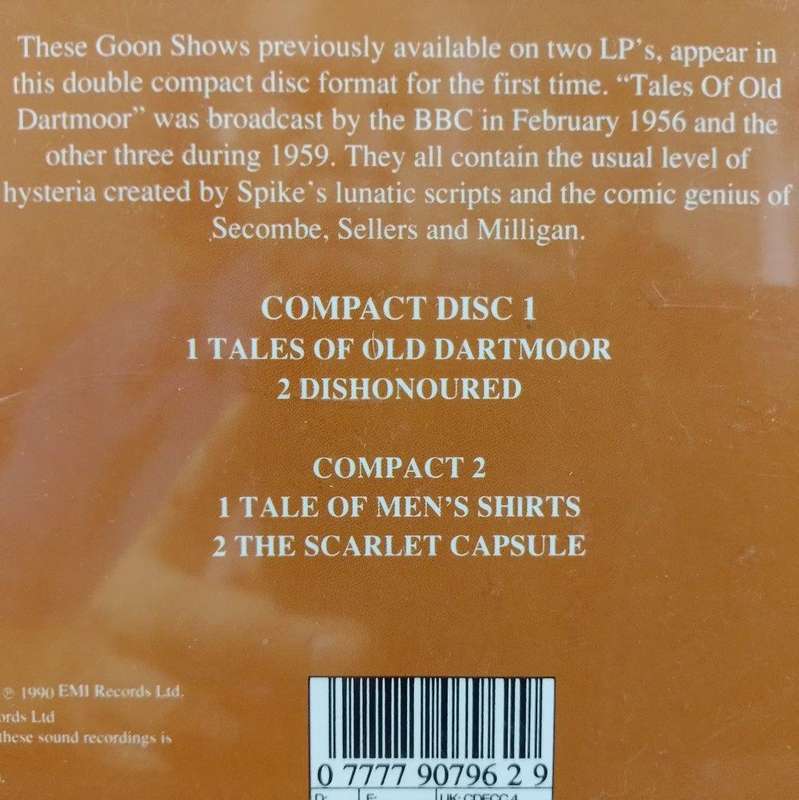 These Goon Shows previously available on two LP's, appear in
this double compact disc format for the first time. "Tales Of Old
Dartmoor" was broadcast by the BBC in February 1956 and the
other three during 1959. They all contain the usual level of
hysteria created by Spike's lunatic scripts and the comic genius of
Secombe, Sellers and Milligan.
COMPACT DISC 1
1 TALES OF OLD DARTMOOR
2 DISHONOURED
COMPACT 2
1 TALE OF MEN'S SHIRTS
2 THE SCARLET CAPSULE
℗ 1990 EMI Records Ltd.
Ltd
these sound recordings is
0 7777 90796 2 9
D: F: UK: CDECC 4